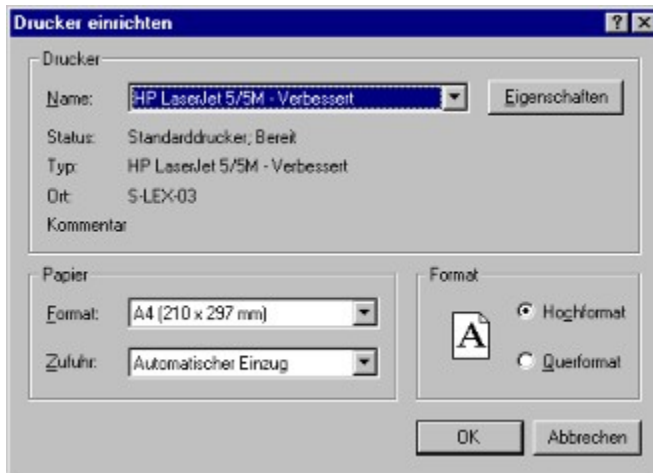 Drucker einrichten
Drucker
Name: HP LaserJet 5/5M - Verbessert Eigenschaften
Status: Standarddrucker; Bereit
Typ: HP LaserJet 5/5M - Verbessert
Ort: S-LEX-03
Kommentar
Papier
Format: A4 (210 x 297 mm)
Zufuhr: Automatischer Einzug
Format
A
Hochformat
Querformat
OK Abbrechen